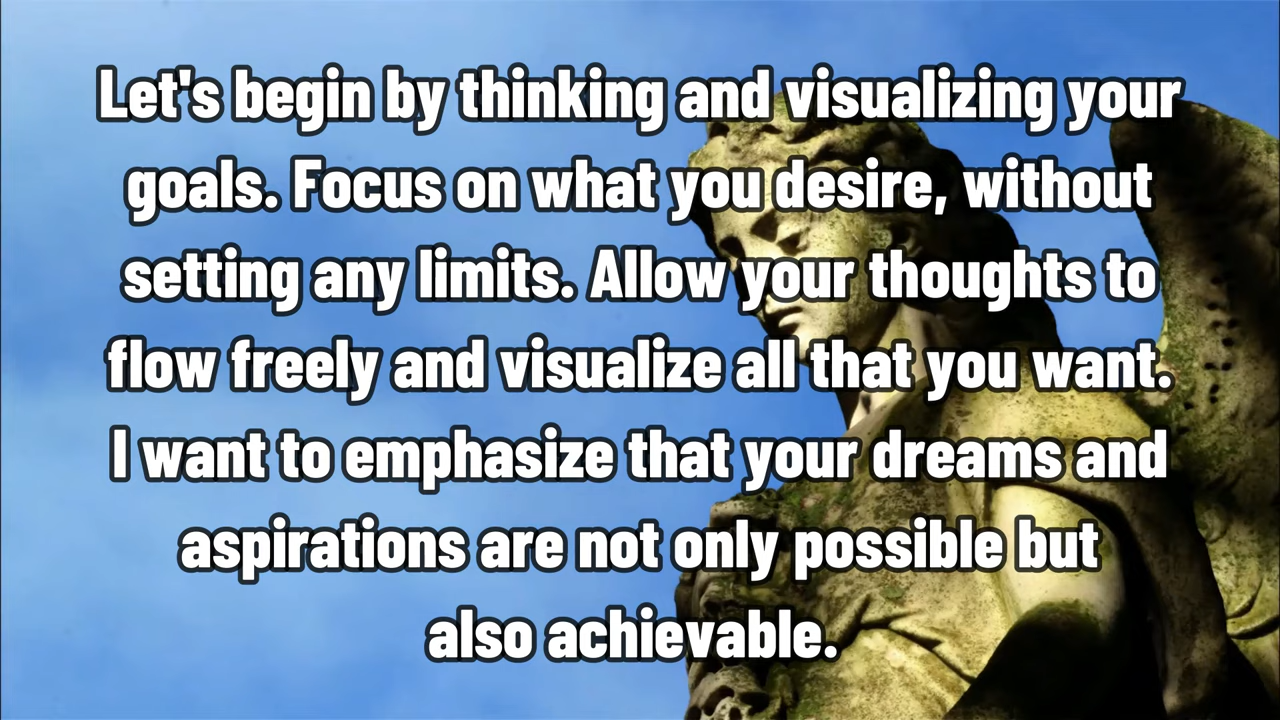 Let's begin by thinking and visualizing your
goals. Focus on what you desire, without
setting any limits. Allow your thoughts to
flow freely and visualize all that you want.
I want to emphasize that your dreams and
aspirations are not only possible but
also achievable.